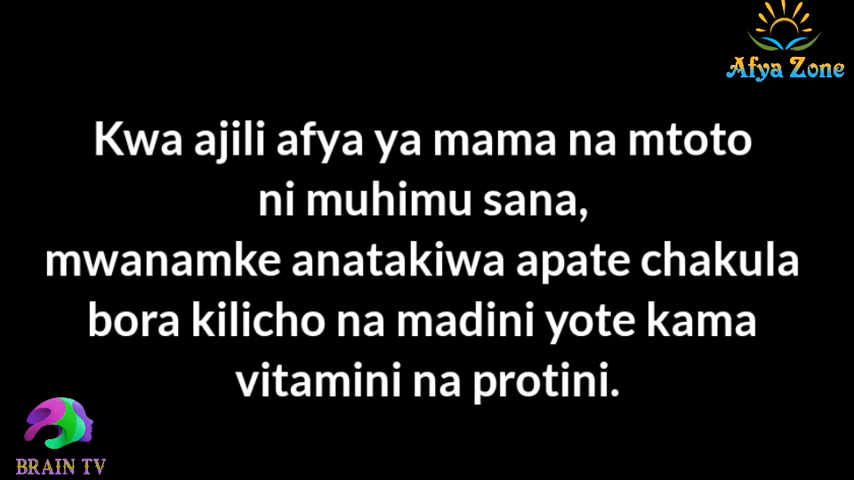 Afya Zone
Kwa ajili afya ya mama na mtoto
ni muhimu sana,
mwanamke anatakiwa apate chakula
bora kilicho na madini yote kama
vitamini na protini.
BRAIN TV